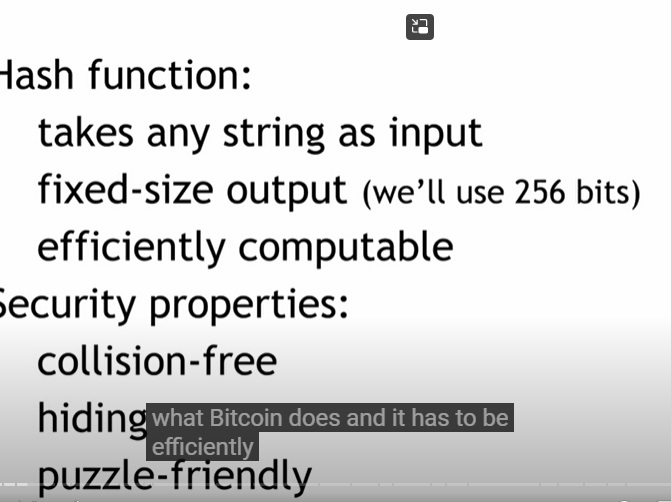 Hash function:
takes any string as input
fixed-size output (we'll use 256 bits)
efficiently computable
Security properties:
collision-free
hiding
what Bitcoin does and it has to be
efficiently
puzzle-friendly